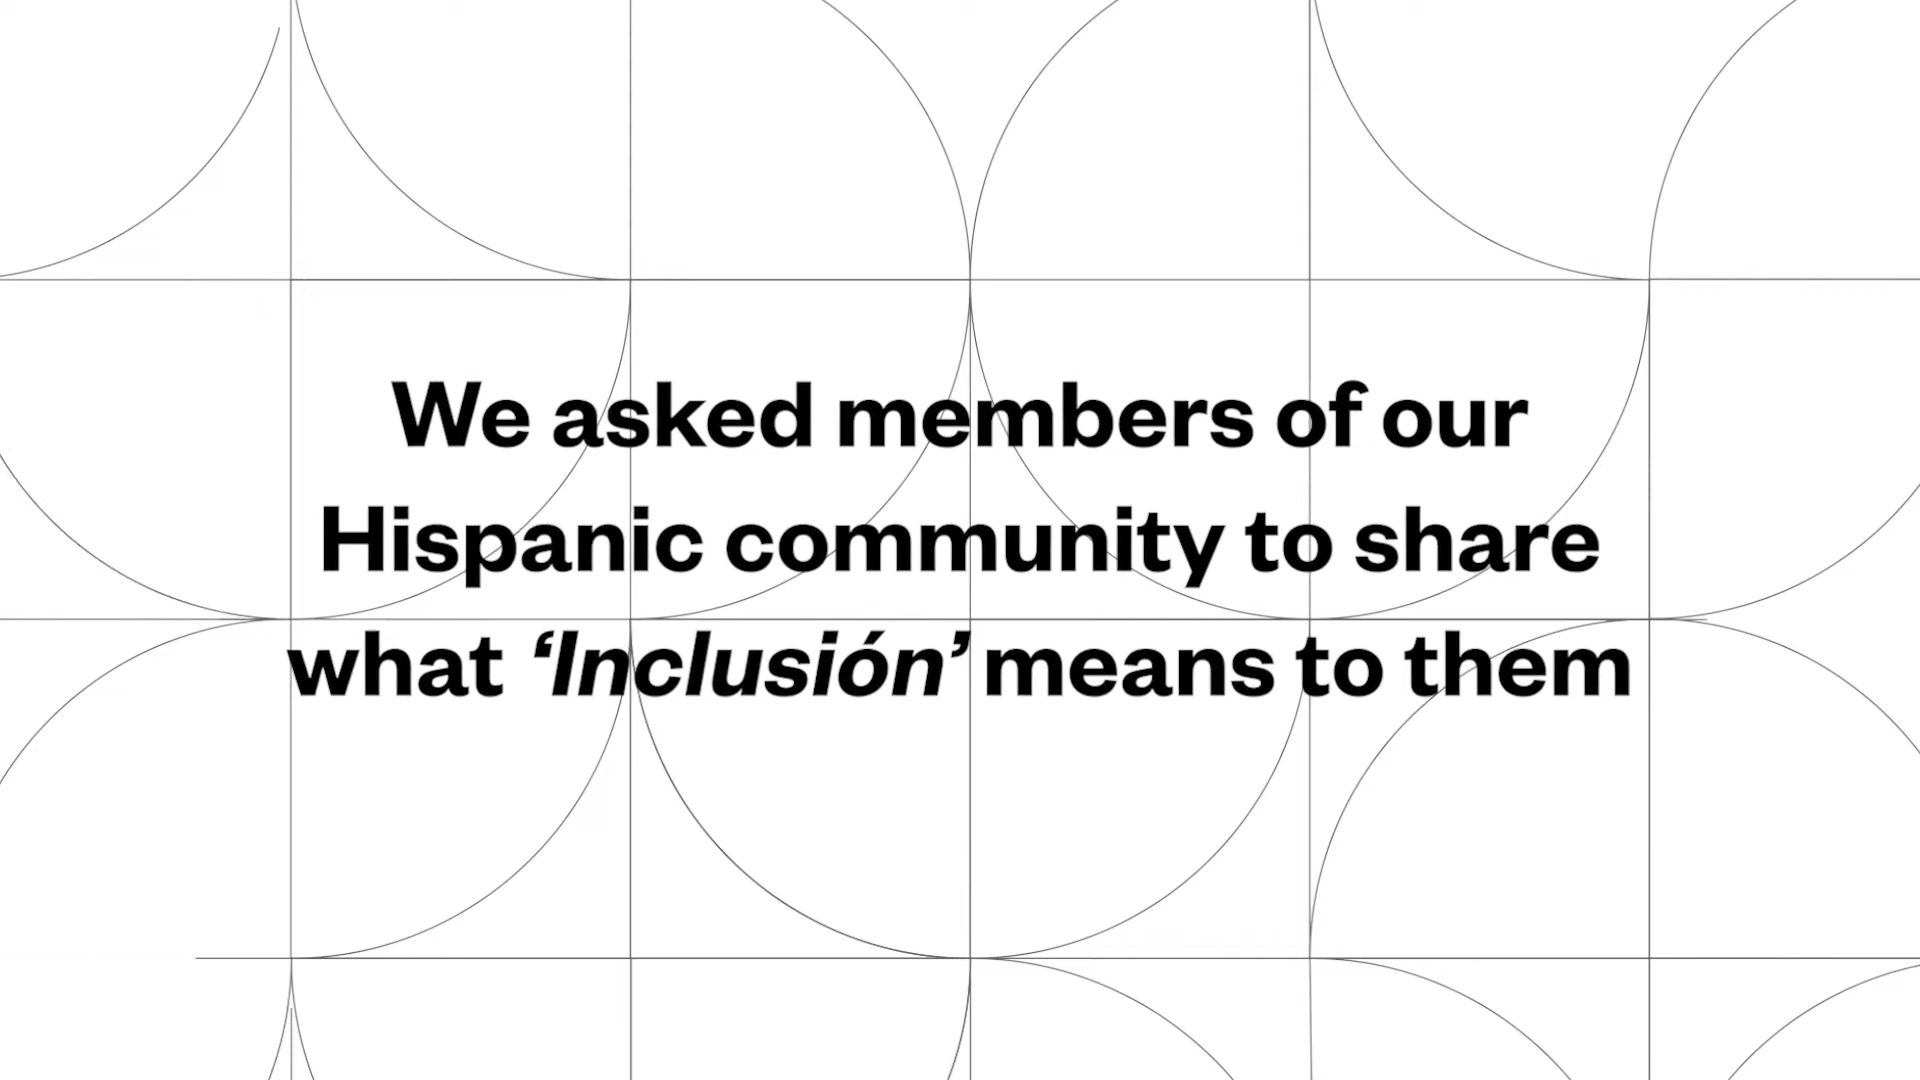 We asked members of our
Hispanic community to share
what ‘Inclusión’ means to them